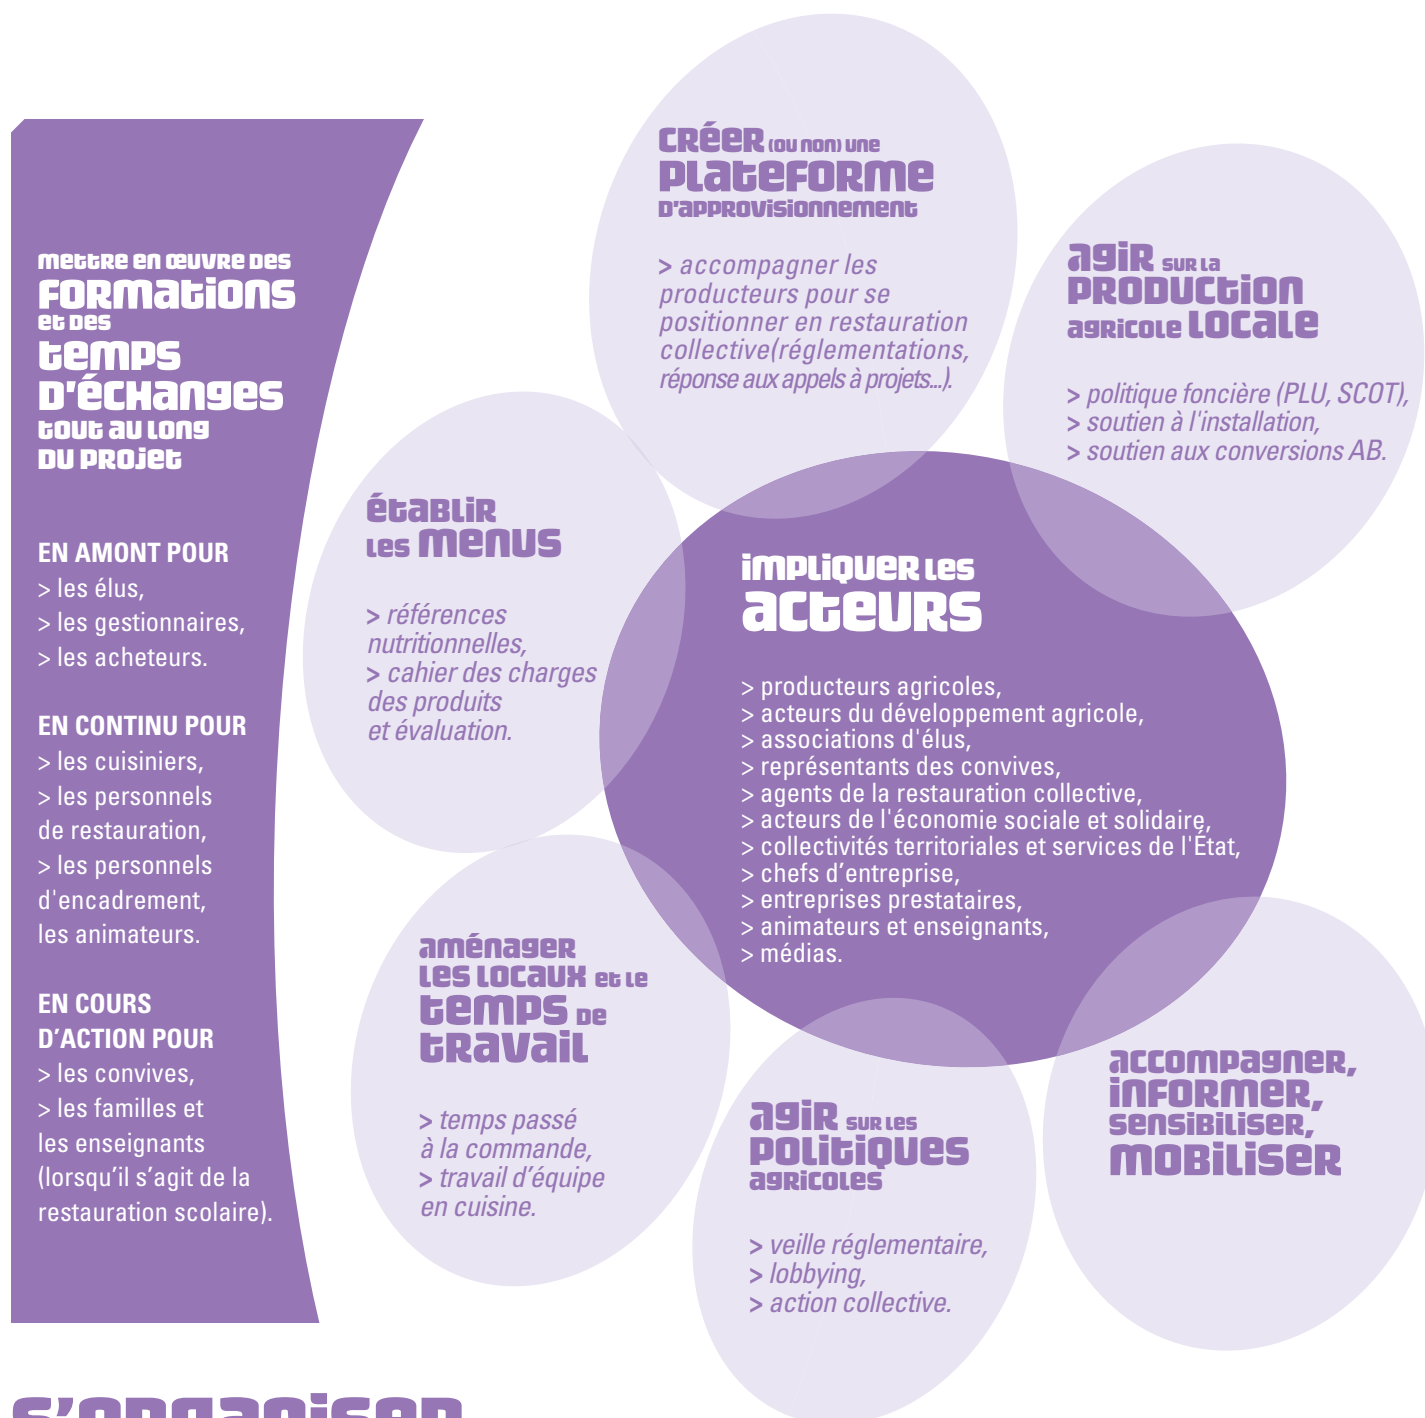 mettre en œuvre des
formations
et des
temps
d'échanges
tout au long
du projet
EN AMONT POUR
> les élus,
> les gestionnaires,
> les acheteurs.
EN CONTINU POUR
> les cuisiniers,
> les personnels
de restauration,
> les personnels
d'encadrement,
les animateurs.
EN COURS
D’ACTION POUR
> les convives,
> les familles et
les enseignants
(lorsqu’il s’agit de la
restauration scolaire).
créer (ou non) une
plateforme
d'approvisionnement
> accompagner les
producteurs pour se
positionner en restauration
collective(réglementations,
réponse aux appels à projets...).
agir sur la
production
agricole locale
> politique foncière (PLU, SCOT),
> soutien à l'installation,
> soutien aux conversions AB.
établir
les menus
> références
nutritionnelles,
> cahier des charges
des produits
et évaluation.
impliquer les
acteurs
> producteurs agricoles,
> acteurs du développement agricole,
> associations d'élus,
> représentants des convives,
> agents de la restauration collective,
> acteurs de l'économie sociale et solidaire,
> collectivités territoriales et services de l'État,
> chefs d’entreprise,
> entreprises prestataires,
> animateurs et enseignants,
> médias.
aménager
les locaux et le
temps de
travail
> temps passé
à la commande,
> travail d’équipe
en cuisine.
agir sur les
politiques
agricoles
> veille réglementaire,
> lobbying,
> action collective.
accompagner,
informer,
sensibiliser,
mobiliser
s’organiser